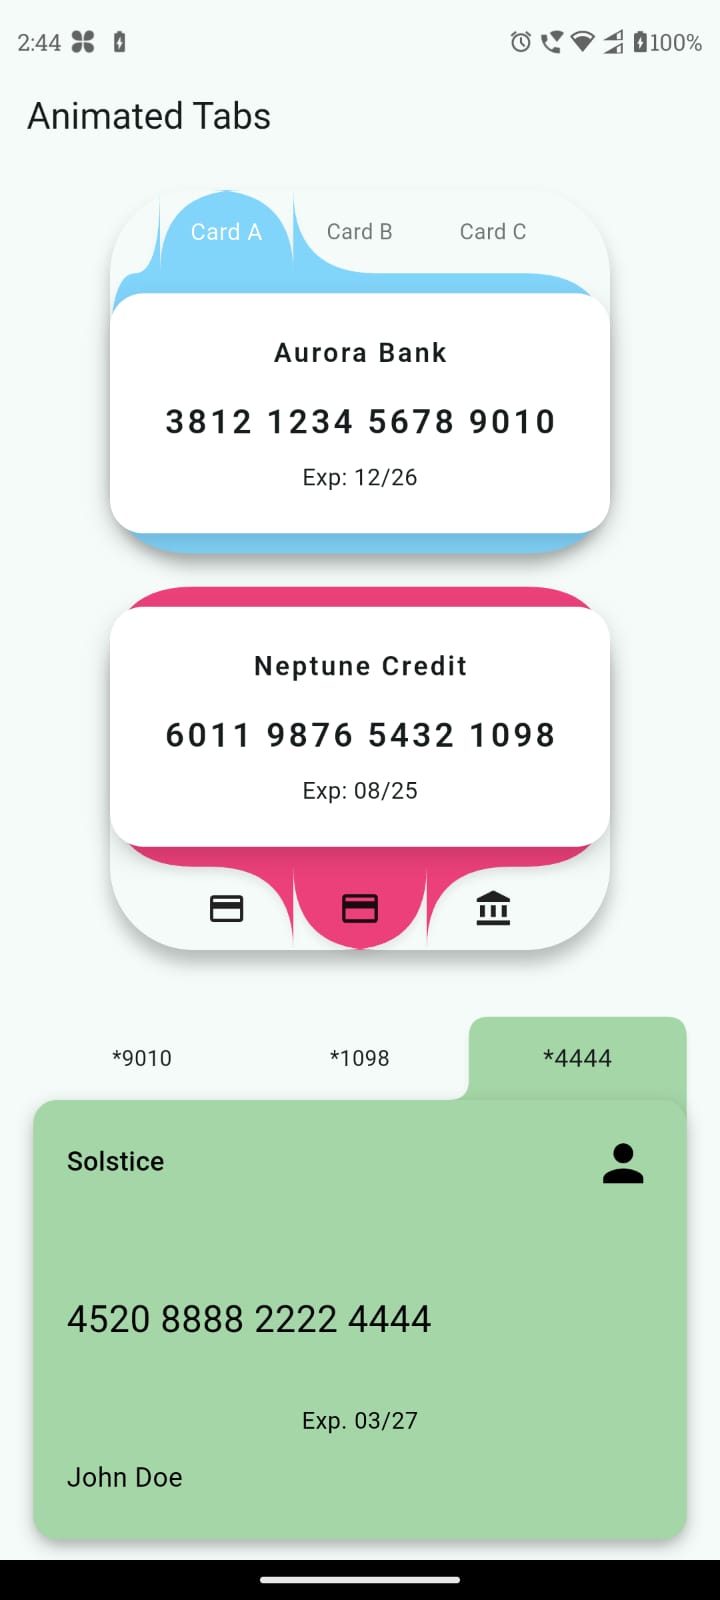 2:44 100%
Animated Tabs
Card A Card B Card C
Aurora Bank
3812 1234 5678 9010
Exp: 12/26
Neptune Credit
6011 9876 5432 1098
Exp: 08/25
*9010 *1098 *4444
Solstice
4520 8888 2222 4444
Exp. 03/27
John Doe